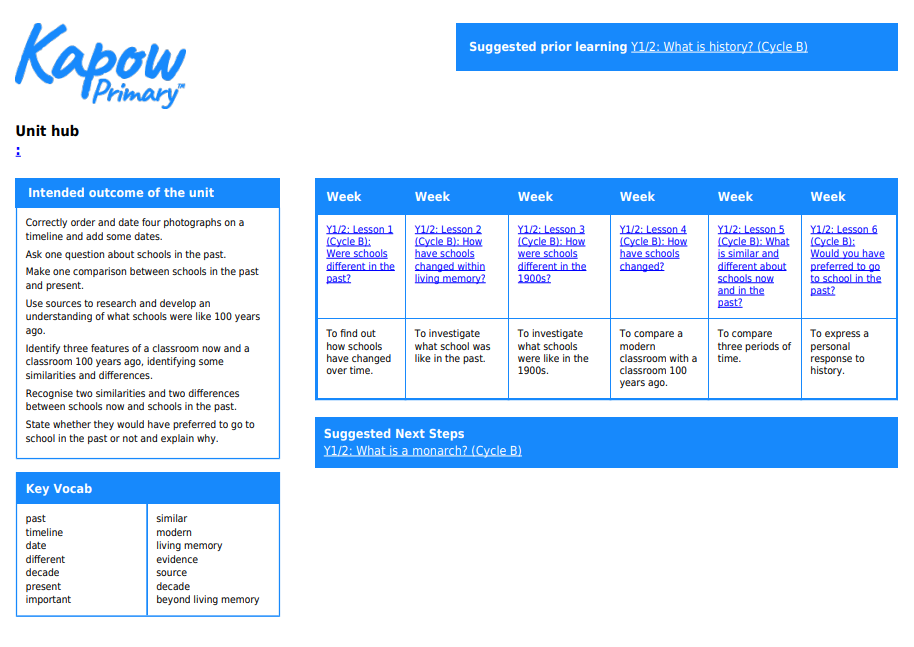 Kapow
Primary™
Suggested prior learning Y1/2: What is history? (Cycle B)
Unit hub
:
Intended outcome of the unit
Correctly order and date four photographs on a
timeline and add some dates.
Ask one question about schools in the past.
Make one comparison between schools in the past
and present.
Use sources to research and develop an
understanding of what schools were like 100 years
ago.
Identify three features of a classroom now and a
classroom 100 years ago, identifying some
similarities and differences.
Recognise two similarities and two differences
between schools now and schools in the past.
State whether they would have preferred to go to
school in the past or not and explain why.
Key Vocab
past
timeline
date
different
decade
present
important
similar
modern
living memory
evidence
source
decade
beyond living memory
Week
Week
Week
Week
Week
Week
Y1/2: Lesson 1
(Cycle B):
Were schools
different in the
past?
Y1/2: Lesson 2
(Cycle B): How
have schools
changed within
living memory?
Y1/2: Lesson 3
(Cycle B): How
were schools
different in the
1900s?
Y1/2: Lesson 4
(Cycle B): How
have schools
changed?
Y1/2: Lesson 5
(Cycle B): What
is similar and
different about
schools now
and in the
past?
Y1/2: Lesson 6
(Cycle B):
Would you have
preferred to go
to school in the
past?
To find out
how schools
have changed
over time.
To investigate
what school was
like in the past.
To investigate
what schools
were like in the
1900s.
To compare a
modern
classroom with a
classroom 100
years ago.
To compare
three periods of
time.
To express a
personal
response to
history.
Suggested Next Steps
Y1/2: What is a monarch? (Cycle B)